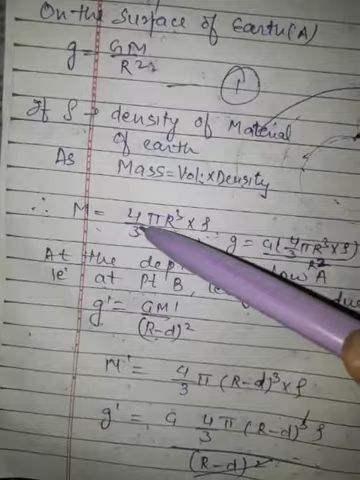 On the Surface of Earth (A)
g = GM / R²
(1)
If ρ → density of Material
of earth
As Mass = Vol. × Density
∴ M = 4/3 πR³ × ρ
g = G(4/3 πR³ × ρ) / R²
At the dep
ie' at pt B, A
g' = GM' / (R-d)²
M' = 4/3 π (R-d)³ × ρ
g' = G 4/3 π (R-d)³ ρ / (R-d)²